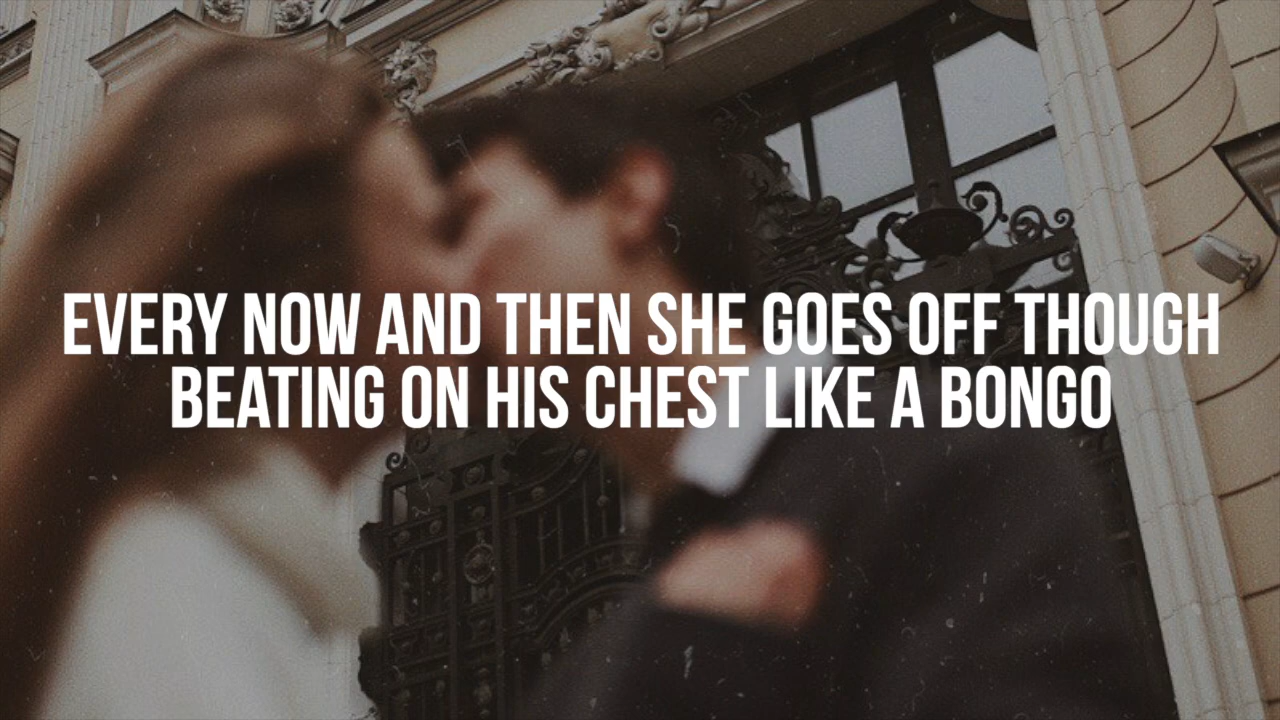 EVERY NOW AND THEN SHE GOES OFF THOUGH
BEATING ON HIS CHEST LIKE A BONGO